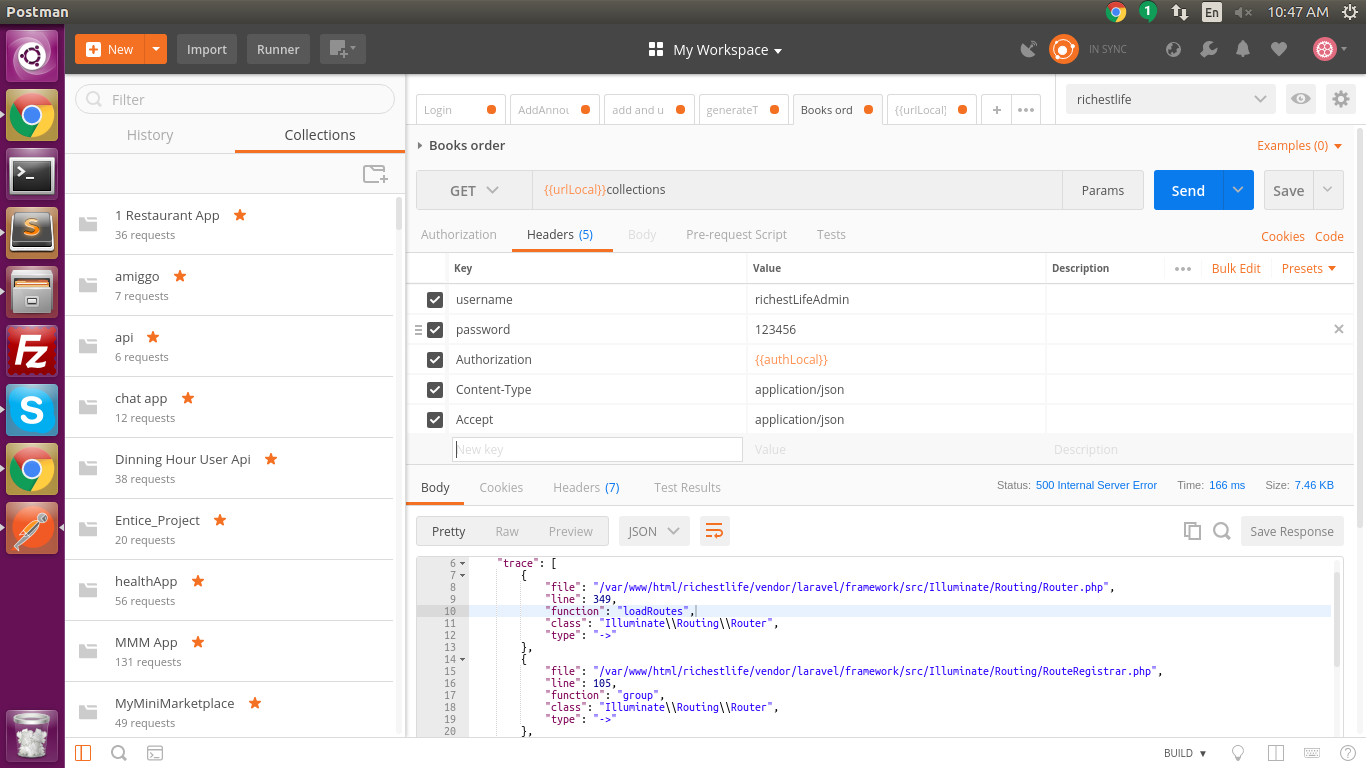 Postman
1
En
10:47 AM
New
Import
Runner
My Workspace
IN SYNC
Filter
History
Collections
1 Restaurant App
36 requests
amiggo
7 requests
api
6 requests
chat app
12 requests
Dinning Hour User Api
38 requests
Entice_Project
20 requests
healthApp
56 requests
MMM App
131 requests
MyMiniMarketplace
49 requests
Login
AddAnnou
add and u
generateT
Books ord
{{urlLocal}
richestlife
Books order
Examples (0)
GET
{{urlLocal}}collections
Params
Send
Save
Authorization
Headers (5)
Body
Pre-request Script
Tests
Cookies
Code
Key
Value
Description
Bulk Edit
Presets
username
richestLifeAdmin
password
123456
Authorization
{{authLocal}}
Content-Type
application/json
Accept
application/json
New key
Value
Description
Body
Cookies
Headers (7)
Test Results
Status: 500 Internal Server Error
Time: 166 ms
Size: 7.46 KB
Pretty
Raw
Preview
JSON
Save Response
6 "trace": [
7 {
8 "file": "/var/www/html/richestlife/vendor/laravel/framework/src/Illuminate/Routing/Router.php",
9 "line": 349,
10 "function": "loadRoutes",
11 "class": "Illuminate\\Routing\\Router",
12 "type": "->"
13 },
14 {
15 "file": "/var/www/html/richestlife/vendor/laravel/framework/src/Illuminate/Routing/RouteRegistrar.php",
16 "line": 105,
17 "function": "group",
18 "class": "Illuminate\\Routing\\Router",
19 "type": "->"
20 },
BUILD